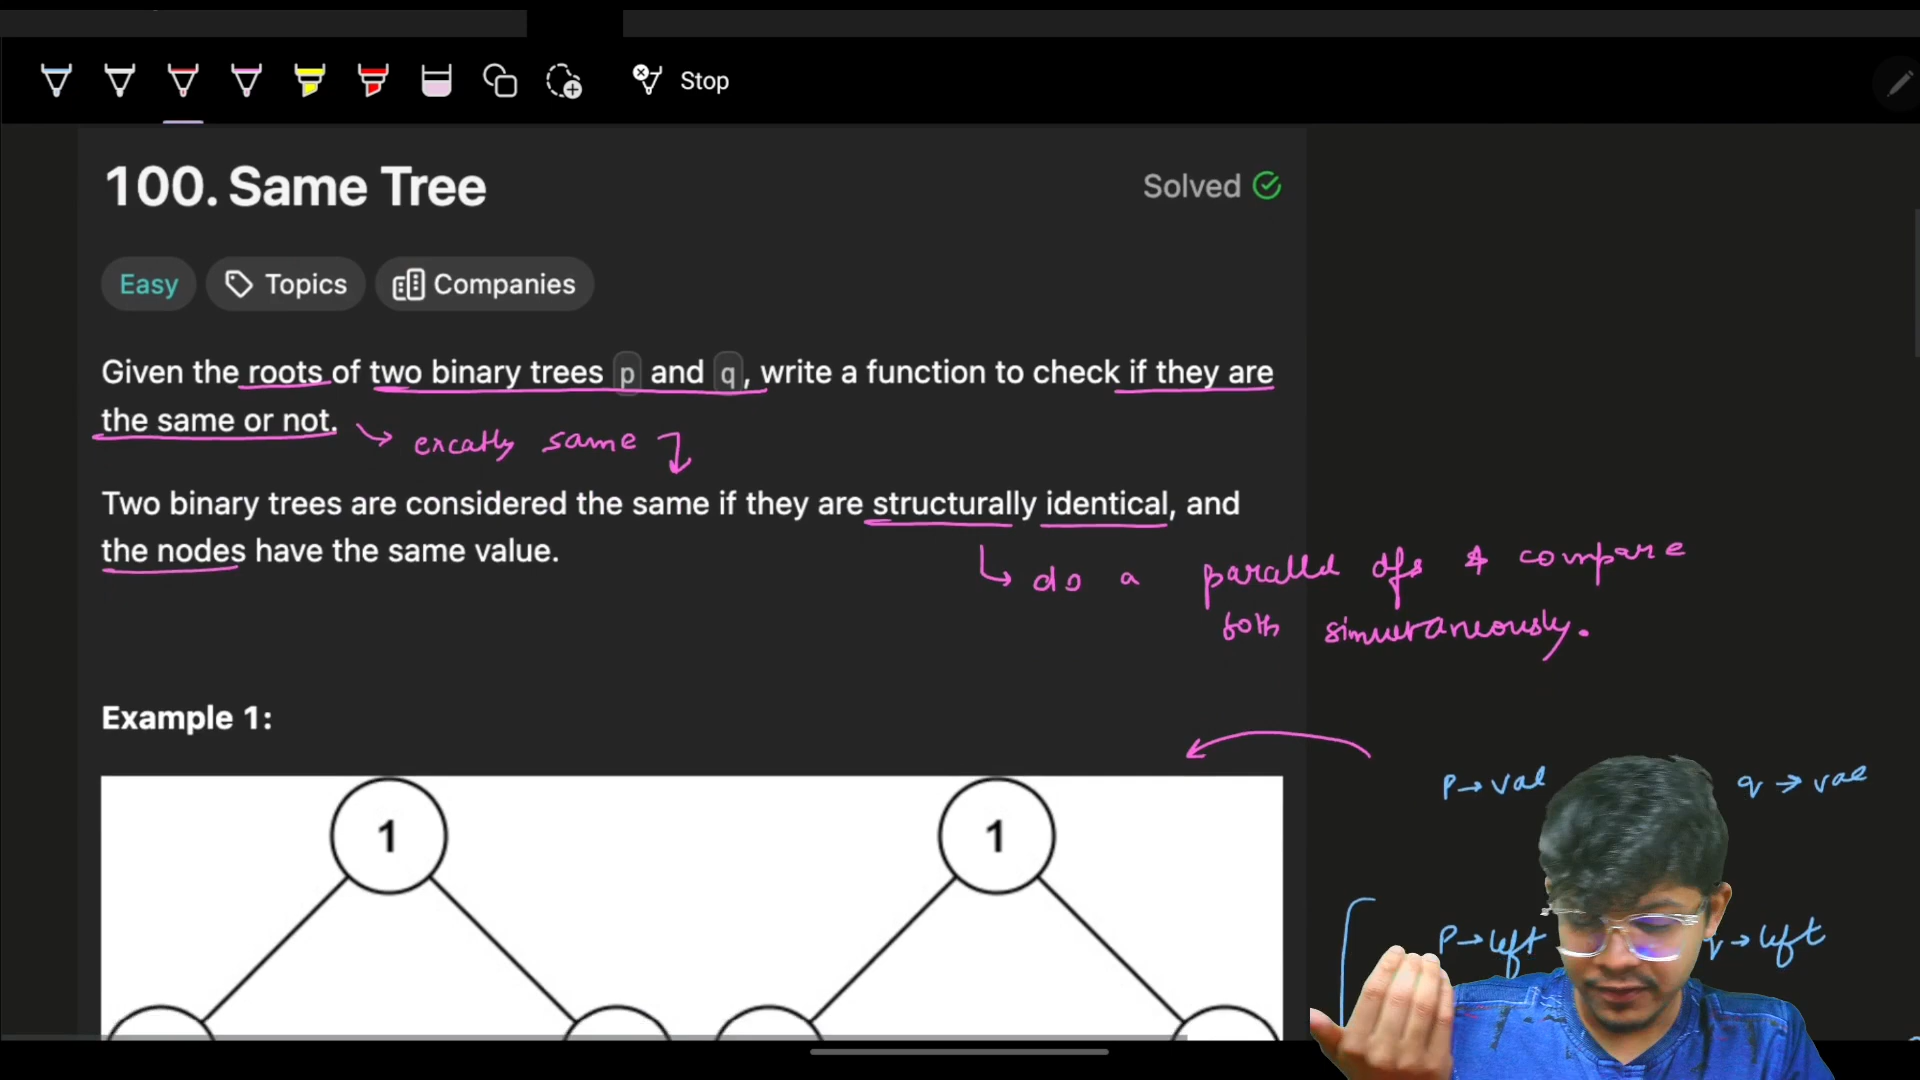 Stop
100. Same Tree
Solved
Easy
Topics
Companies
Given the roots of two binary trees p and q, write a function to check if they are
the same or not.
excatly same
Two binary trees are considered the same if they are structurally identical, and
the nodes have the same value.
do a parallel dfs & compare
both simultaneously.
Example 1:
1
1
p→val
q→val
p→left
q→left